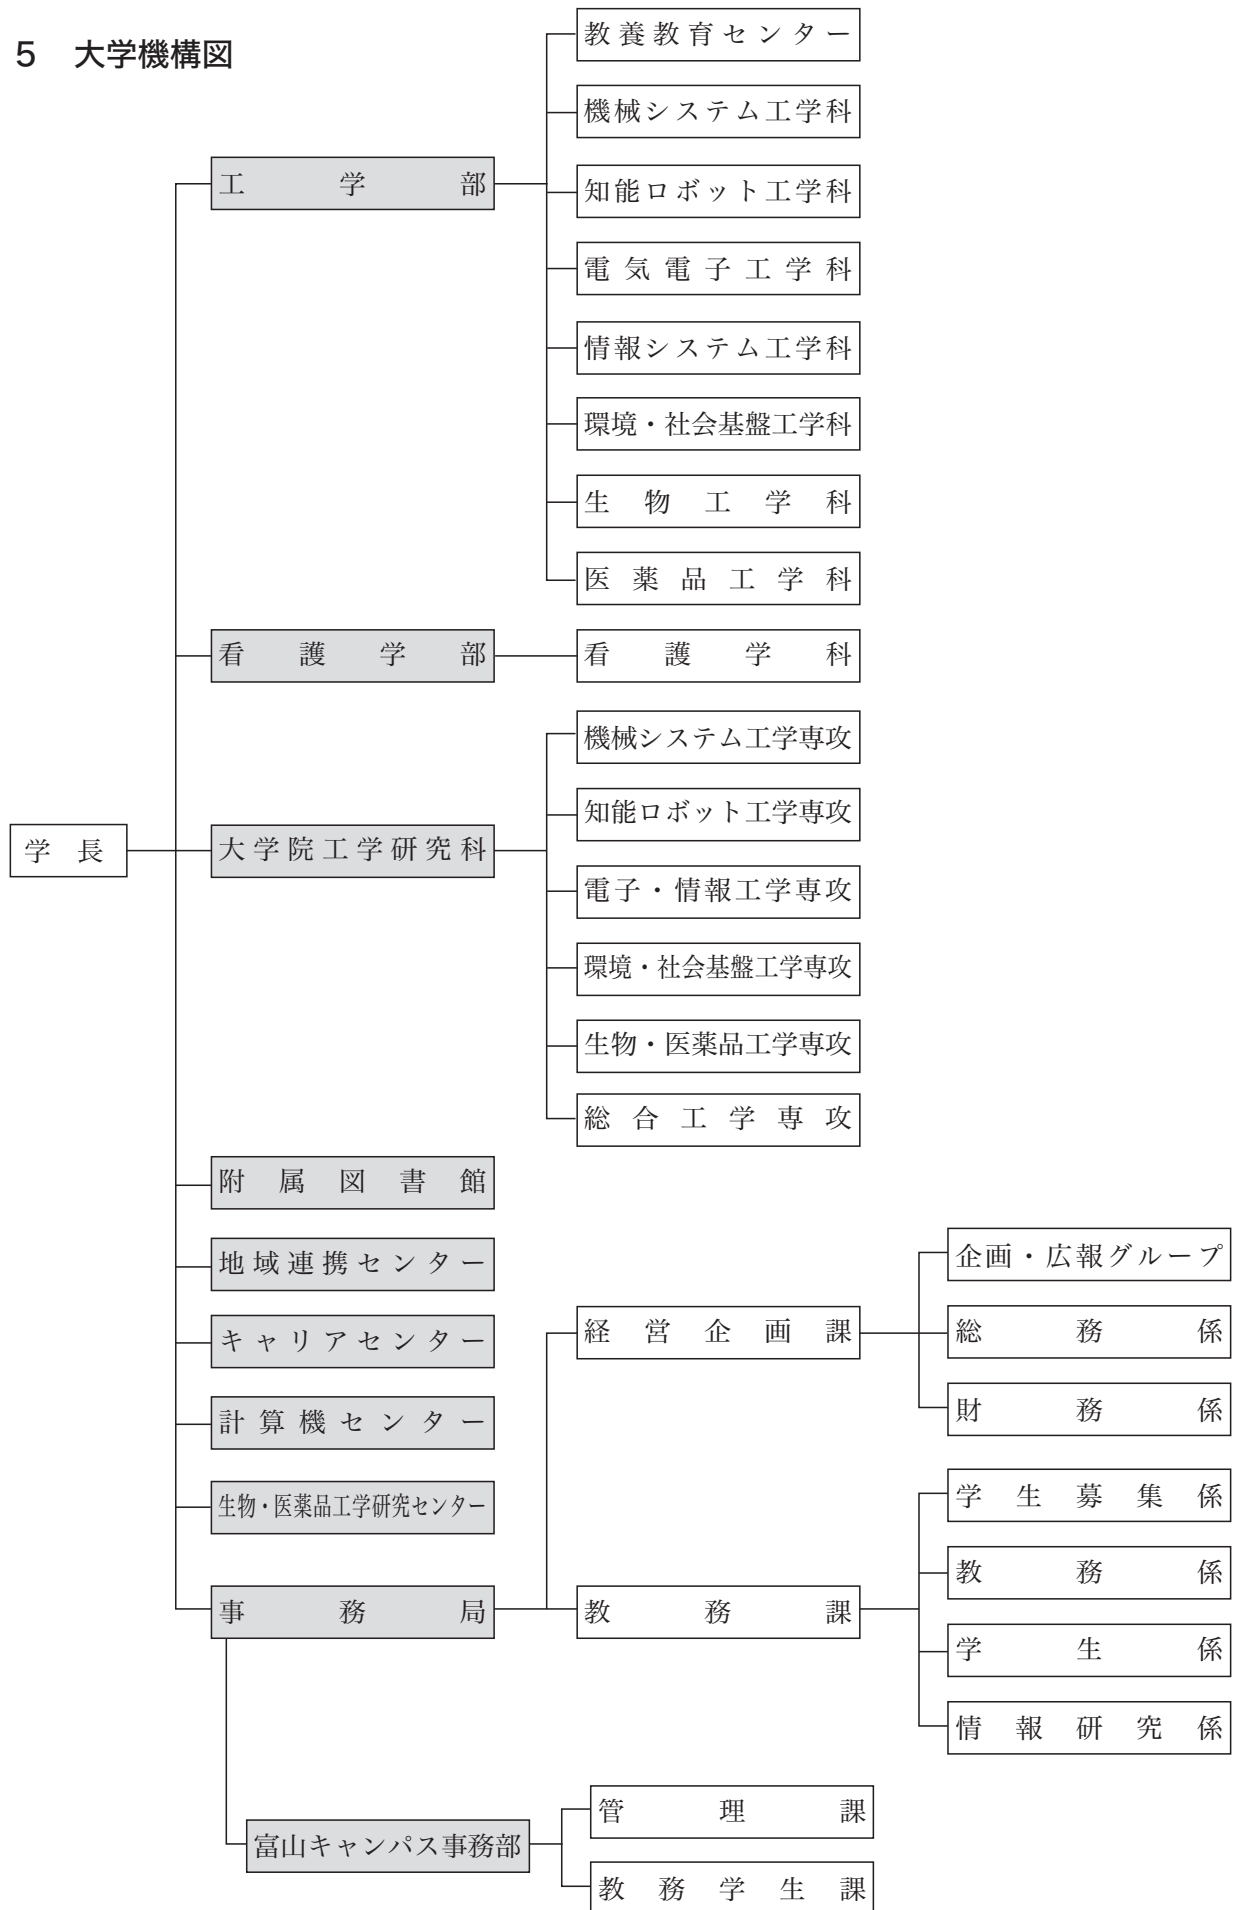 5 大学機構図
学長
工学部
教養教育センター
機械システム工学科
知能ロボット工学科
電気電子工学科
情報システム工学科
環境・社会基盤工学科
生物工学科
医薬品工学科
看護学部
看護学科
大学院工学研究科
機械システム工学専攻
知能ロボット工学専攻
電子・情報工学専攻
環境・社会基盤工学専攻
生物・医薬品工学専攻
総合工学専攻
附属図書館
地域連携センター
キャリアセンター
計算機センター
生物・医薬品工学研究センター
事務局
経営企画課
企画・広報グループ
総務係
財務係
教務課
学生募集係
教務係
学生係
情報研究係
富山キャンパス事務部
管理課
教務学生課